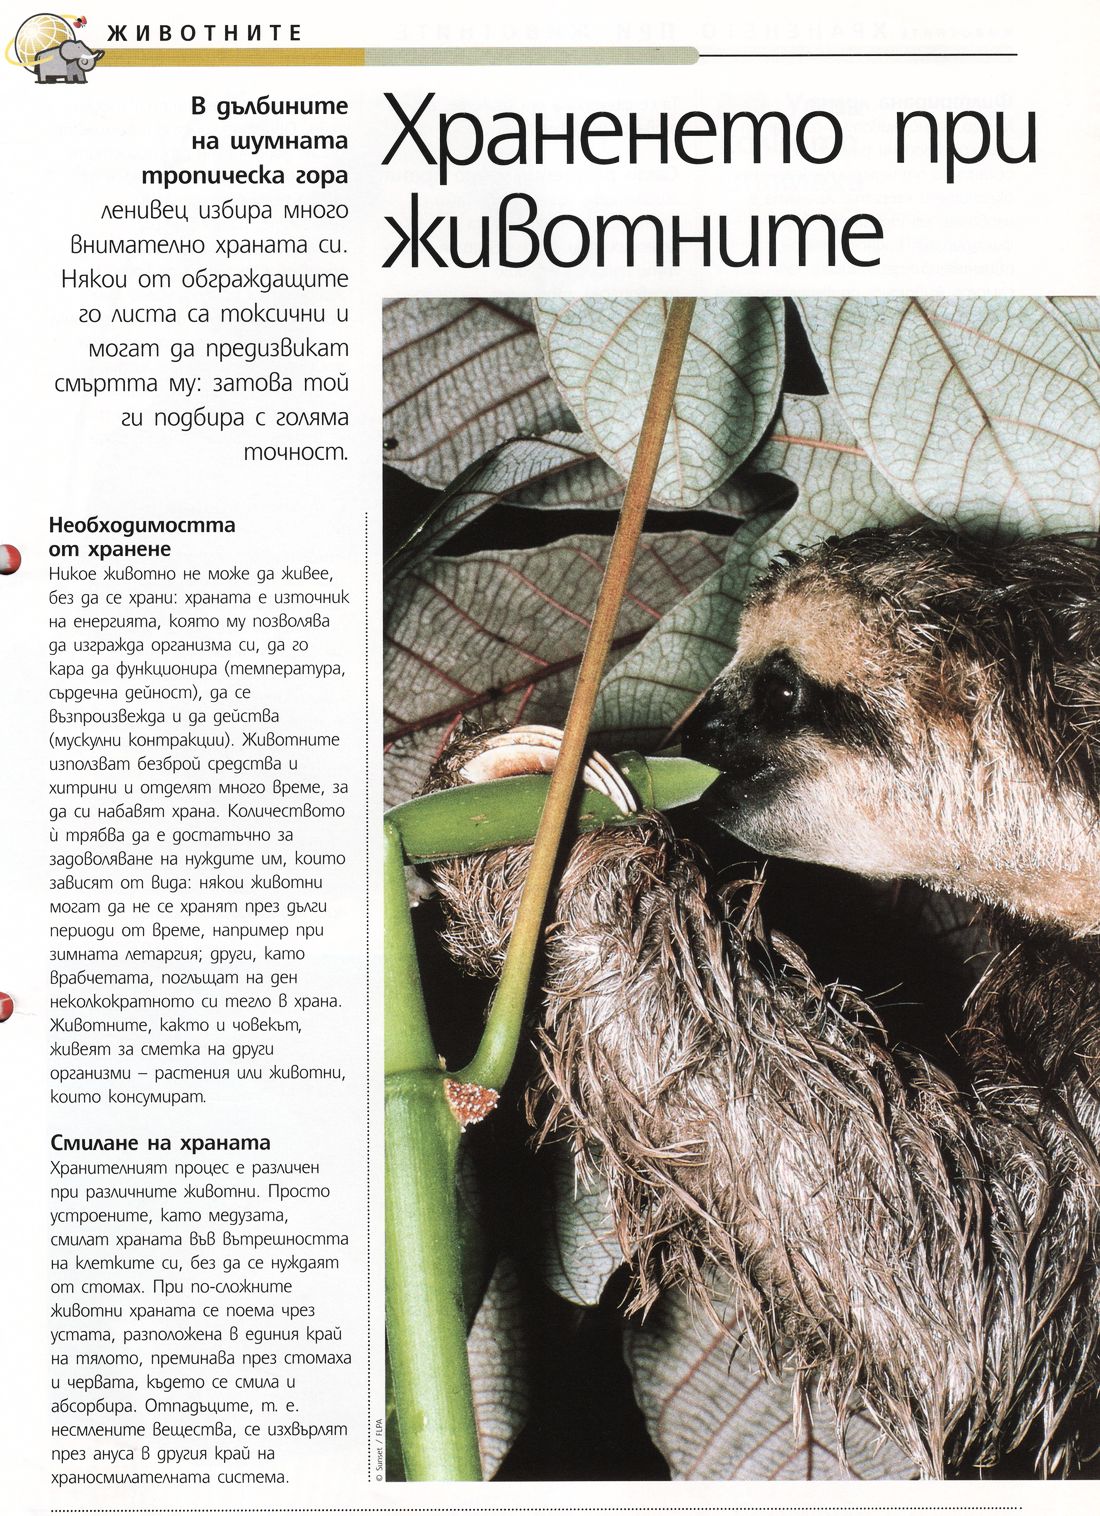 ЖИВОТНИТЕ
Храненето при
животните
В дълбините
на шумната
тропическа гора
ленивец избира много
внимателно храната си.
Някои от обграждащите
го листа са токсични и
могат да предизвикат
смъртта му: затова той
ги подбира с голяма
точност.
Необходимостта
от хранене
Никое животно не може да живее,
без да се храни: храната е източник
на енергията, която му позволява
да изгражда организма си, да го
кара да функционира (температура,
сърдечна дейност), да се
възпроизвежда и да действа
(мускулни контракции). Животните
използват безброй средства и
хитрини и отделят много време, за
да си набавят храна. Количеството
ѝ трябва да е достатъчно за
задоволяване на нуждите им, които
зависят от вида: някои животни
могат да не се хранят през дълги
периоди от време, например при
зимната летаргия; други, като
врабчетата, поглъщат на ден
неколкократното си тегло в храна.
Животните, както и човекът,
живеят за сметка на други
организми – растения или животни,
които консумират.
Смилане на храната
Хранителният процес е различен
при различните животни. Просто
устроените, като медузата,
смилат храната във вътрешността
на клетките си, без да се нуждаят
от стомах. При по-сложните
животни храната се поема чрез
устата, разположена в единия край
на тялото, преминава през стомаха
и червата, където се смила и
абсорбира. Отпадъците, т. е.
несмлените вещества, се изхвърлят
през ануса в другия край на
храносмилателната система.
© Sunset / FLPA